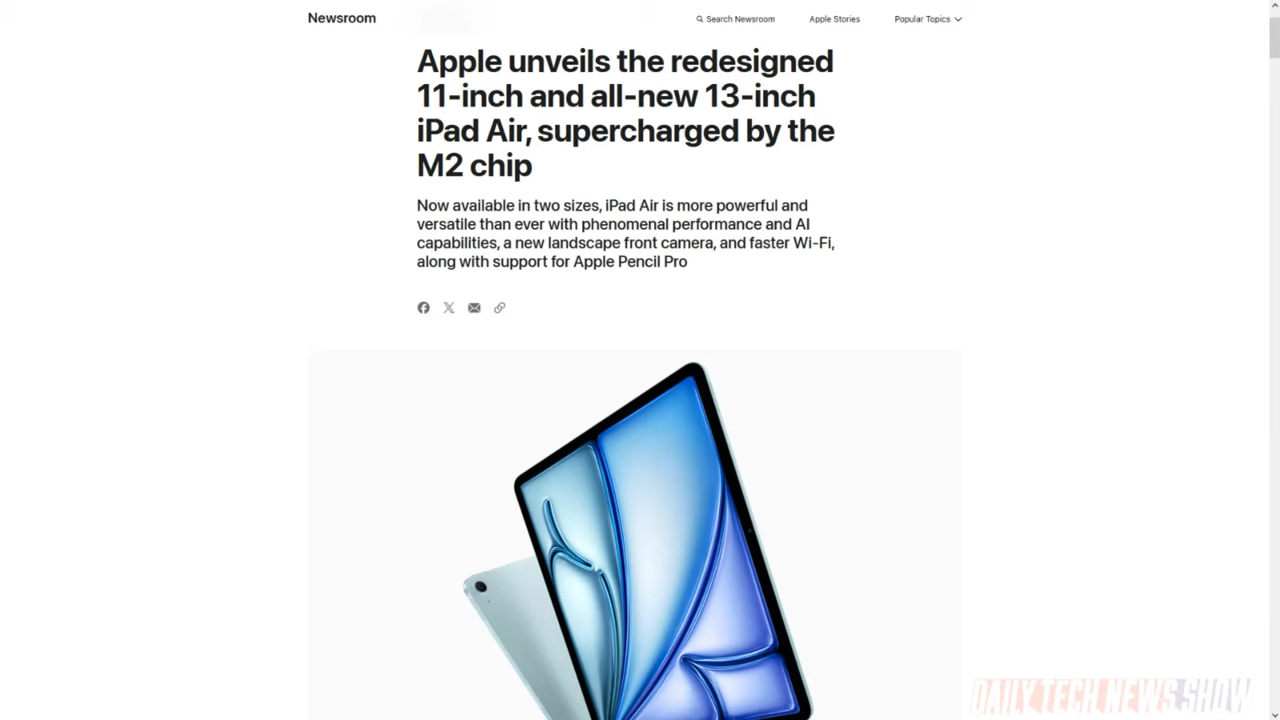 Newsroom
Search Newsroom
Apple Stories
Popular Topics
Apple unveils the redesigned
11-inch and all-new 13-inch
iPad Air, supercharged by the
M2 chip
Now available in two sizes, iPad Air is more powerful and
versatile than ever with phenomenal performance and AI
capabilities, a new landscape front camera, and faster Wi-Fi,
along with support for Apple Pencil Pro
DAILY TECH NEWS SHOW